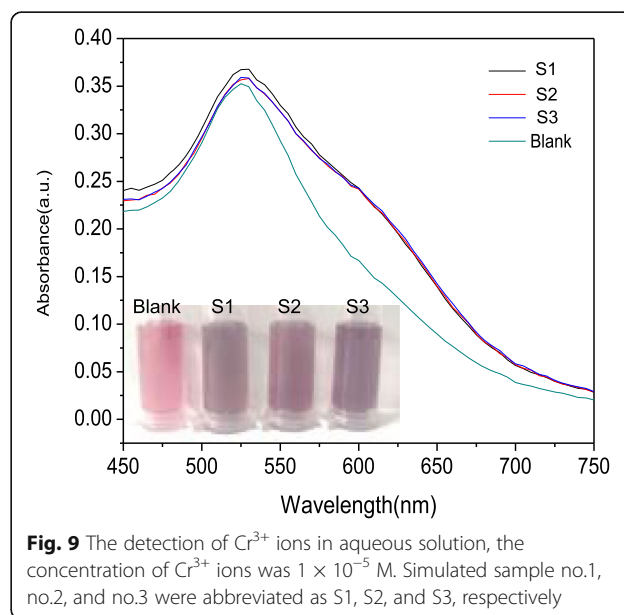 0.40
0.35
0.30
0.25
0.20
0.15
0.10
0.05
0.00
Absorbance(a.u.)
S1
S2
S3
Blank
Blank S1 S2 S3
450 500 550 600 650 700 750
Wavelength(nm)
Fig. 9 The detection of Cr³⁺ ions in aqueous solution, the
concentration of Cr³⁺ ions was 1 × 10⁻⁵ M. Simulated sample no.1,
no.2, and no.3 were abbreviated as S1, S2, and S3, respectively